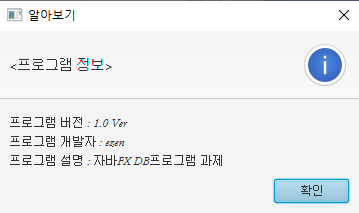 알아보기
<프로그램 정보>
프로그램 버전 : 1.0 Ver
프로그램 개발자 : ezen
프로그램 설명 : 자바FX DB프로그램 과제
확인